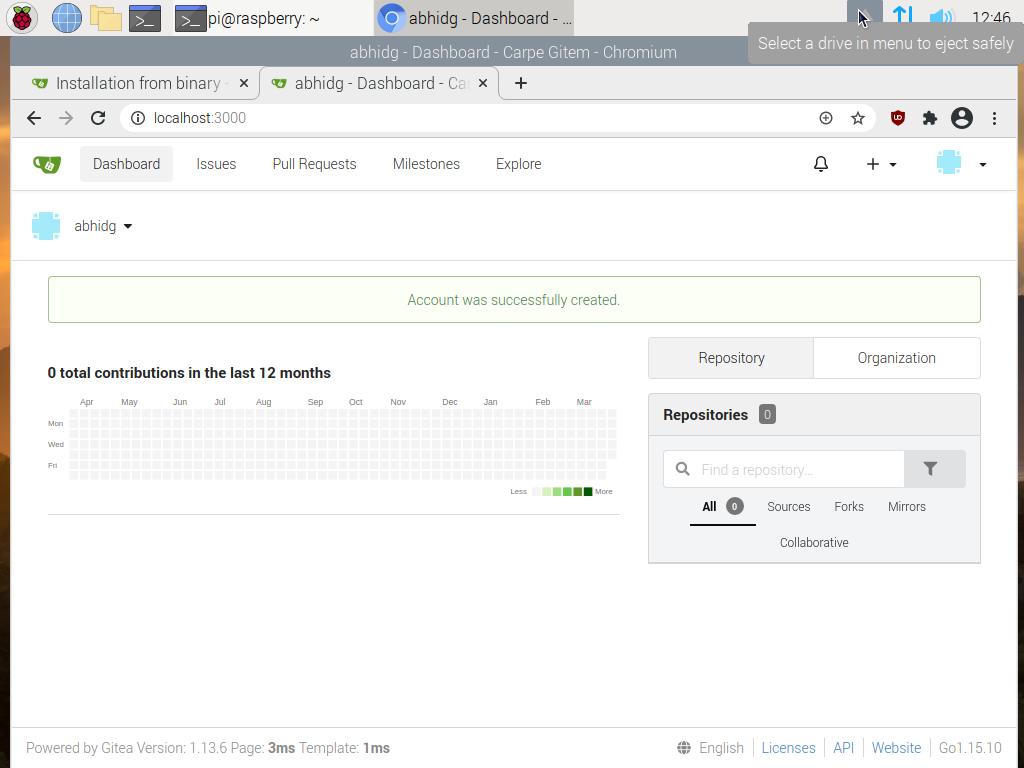 pi@raspberry: ~
abhidg - Dashboard - ...
12:46
Select a drive in menu to eject safely
abhidg - Dashboard - Carpe Gitem - Chromium
Installation from binary -
abhidg - Dashboard - Ca
localhost:3000
Dashboard
Issues
Pull Requests
Milestones
Explore
abhidg
Account was successfully created.
Repository
Organization
0 total contributions in the last 12 months
Apr May Jun Jul Aug Sep Oct Nov Dec Jan Feb Mar
Mon
Wed
Fri
Less
More
Repositories 0
Find a repository...
All 0 Sources Forks Mirrors
Collaborative
Powered by Gitea Version: 1.13.6 Page: 3ms Template: 1ms
English Licenses API Website Go1.15.10